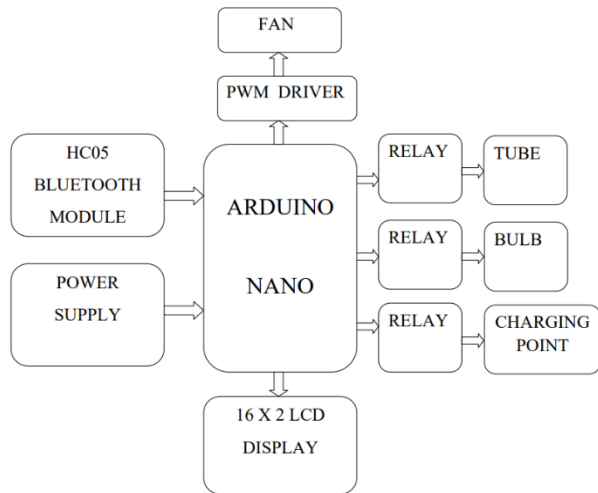 FAN
PWM DRIVER
HC05
BLUETOOTH
MODULE
POWER
SUPPLY
ARDUINO
NANO
RELAY
TUBE
RELAY
BULB
RELAY
CHARGING
POINT
16 X 2 LCD
DISPLAY